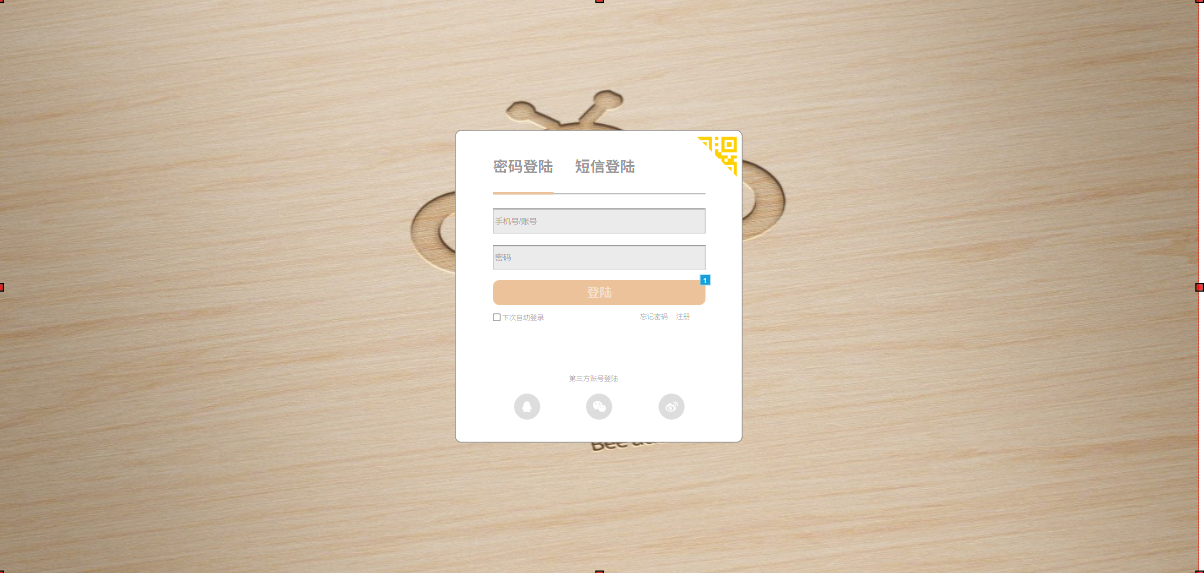 密码登陆 短信登陆
手机号/账号
密码
1
登陆
下次自动登录 忘记密码 注册
第三方账号登陆
Bee